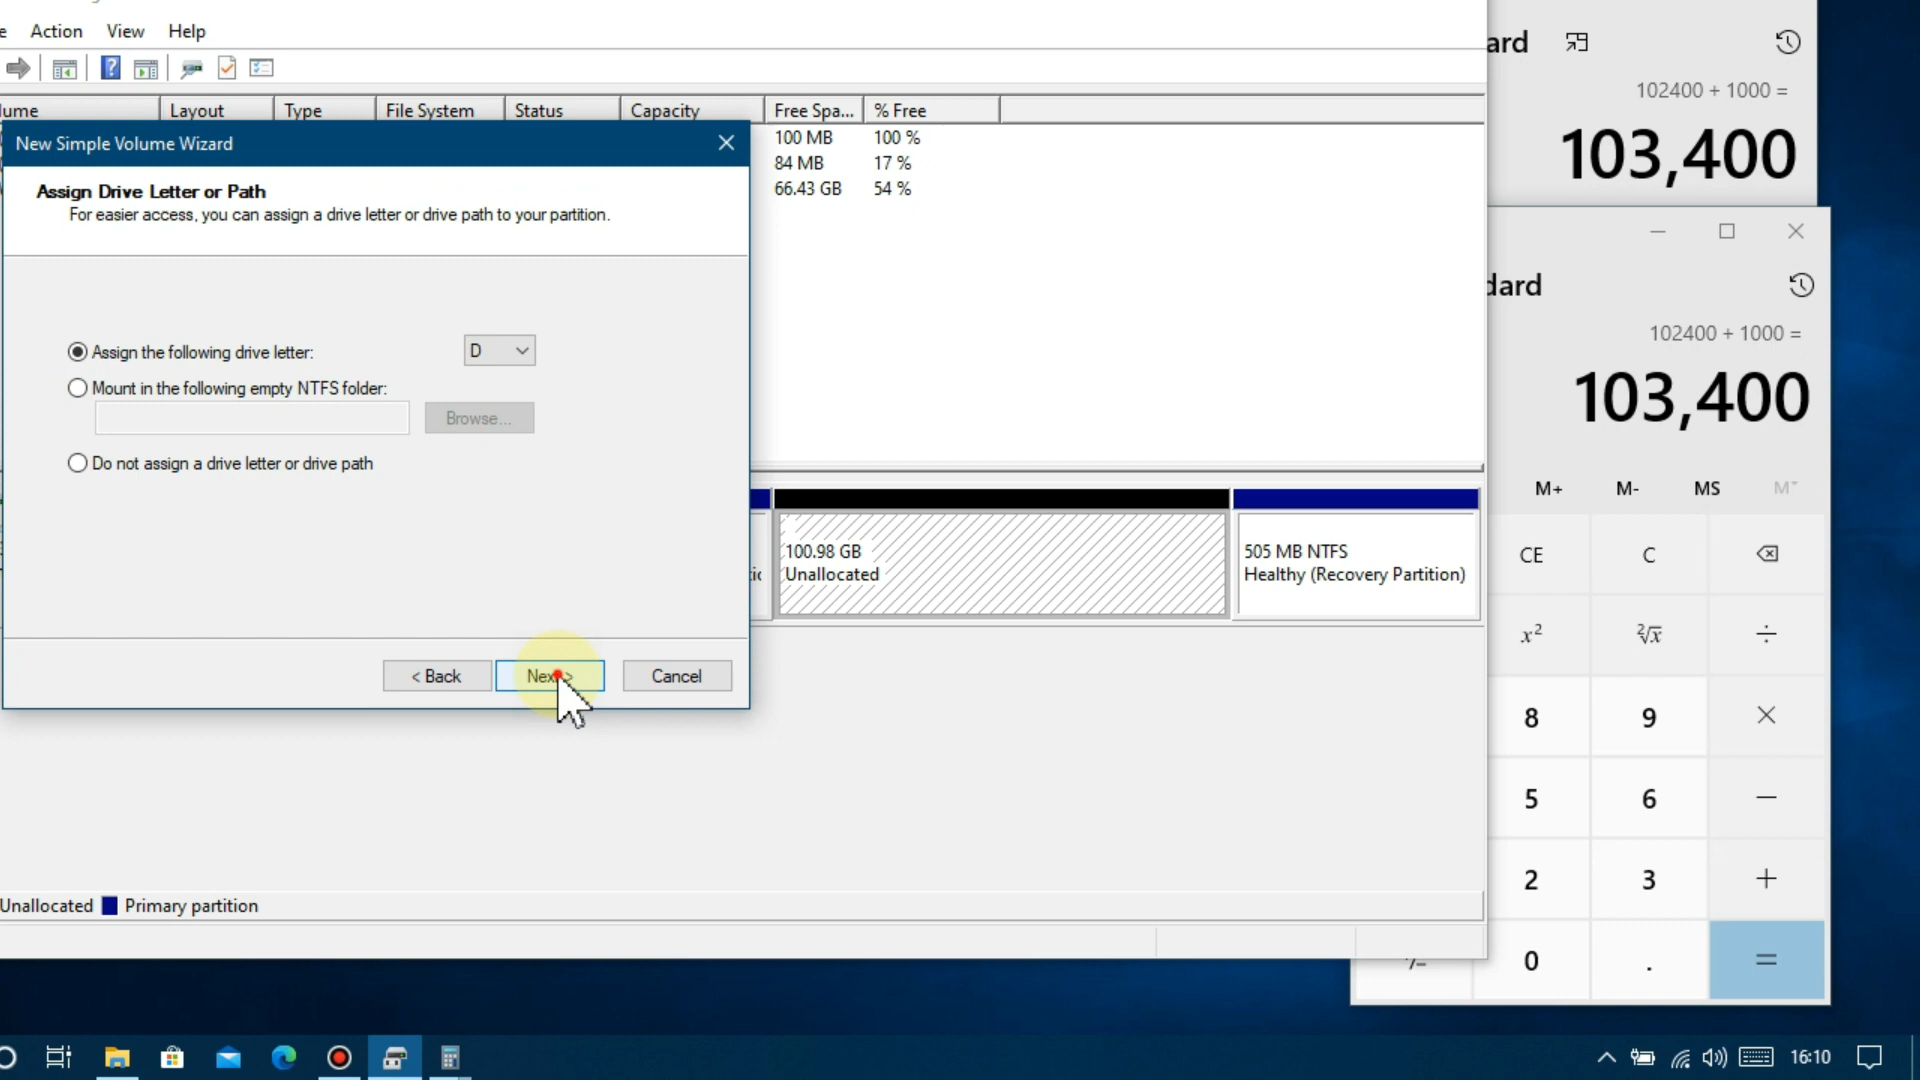 Action View Help
Layout Type File System Status Capacity Free Spa... % Free
100 MB 100 %
84 MB 17 %
66.43 GB 54 %
New Simple Volume Wizard
Assign Drive Letter or Path
For easier access, you can assign a drive letter or drive path to your partition.
Assign the following drive letter:
D
Mount in the following empty NTFS folder:
Browse...
Do not assign a drive letter or drive path
< Back
Next >
Cancel
100.98 GB
Unallocated
505 MB NTFS
Healthy (Recovery Partition)
Unallocated
Primary partition
102400 + 1000 =
103,400
102400 + 1000 =
103,400
M+ M- MS M˅
CE C
x² ²√x ÷
8 9 ×
5 6 −
2 3 +
+/− 0 . =
16:10